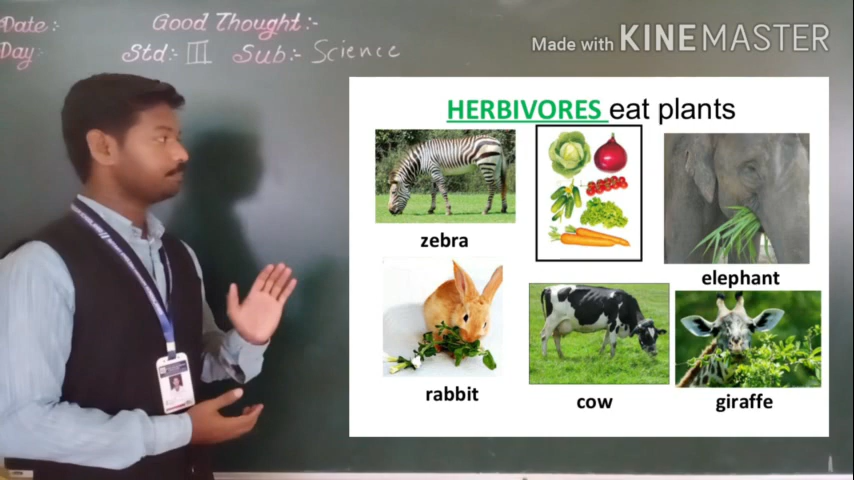 Date:-
Good Thought:-
Day:
Std:- III Sub:- Science
Made with KINEMASTER
HERBIVORES eat plants
zebra
elephant
rabbit
cow
giraffe